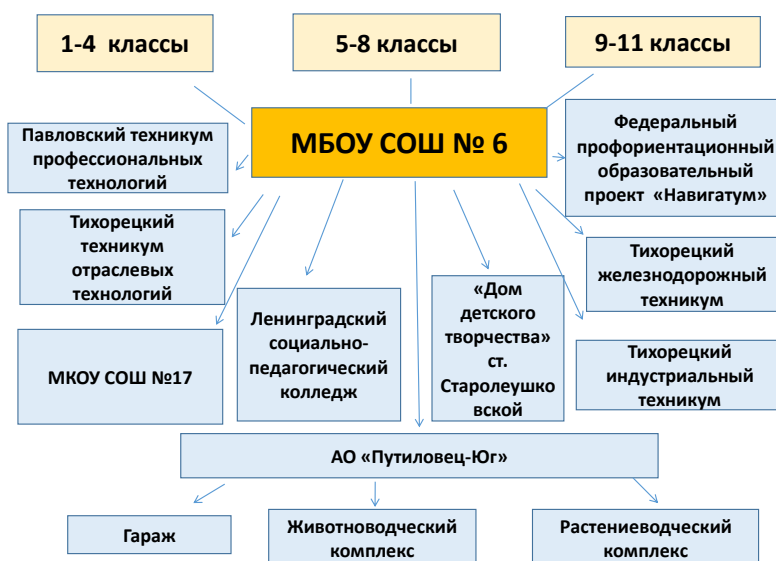 1-4 классы
5-8 классы
9-11 классы
МБОУ СОШ № 6
Павловский техникум
профессиональных
технологий
Федеральный
профориентационный
образовательный
проект «Навигатум»
Тихорецкий
техникум
отраслевых
технологий
Тихорецкий
железнодорожный
техникум
МКОУ СОШ №17
Ленинградский
социально-
педагогический
колледж
«Дом
детского
творчества»
ст.
Старолеушко
вской
Тихорецкий
индустриальный
техникум
АО «Путиловец-Юг»
Гараж
Животноводческий
комплекс
Растениеводческий
комплекс